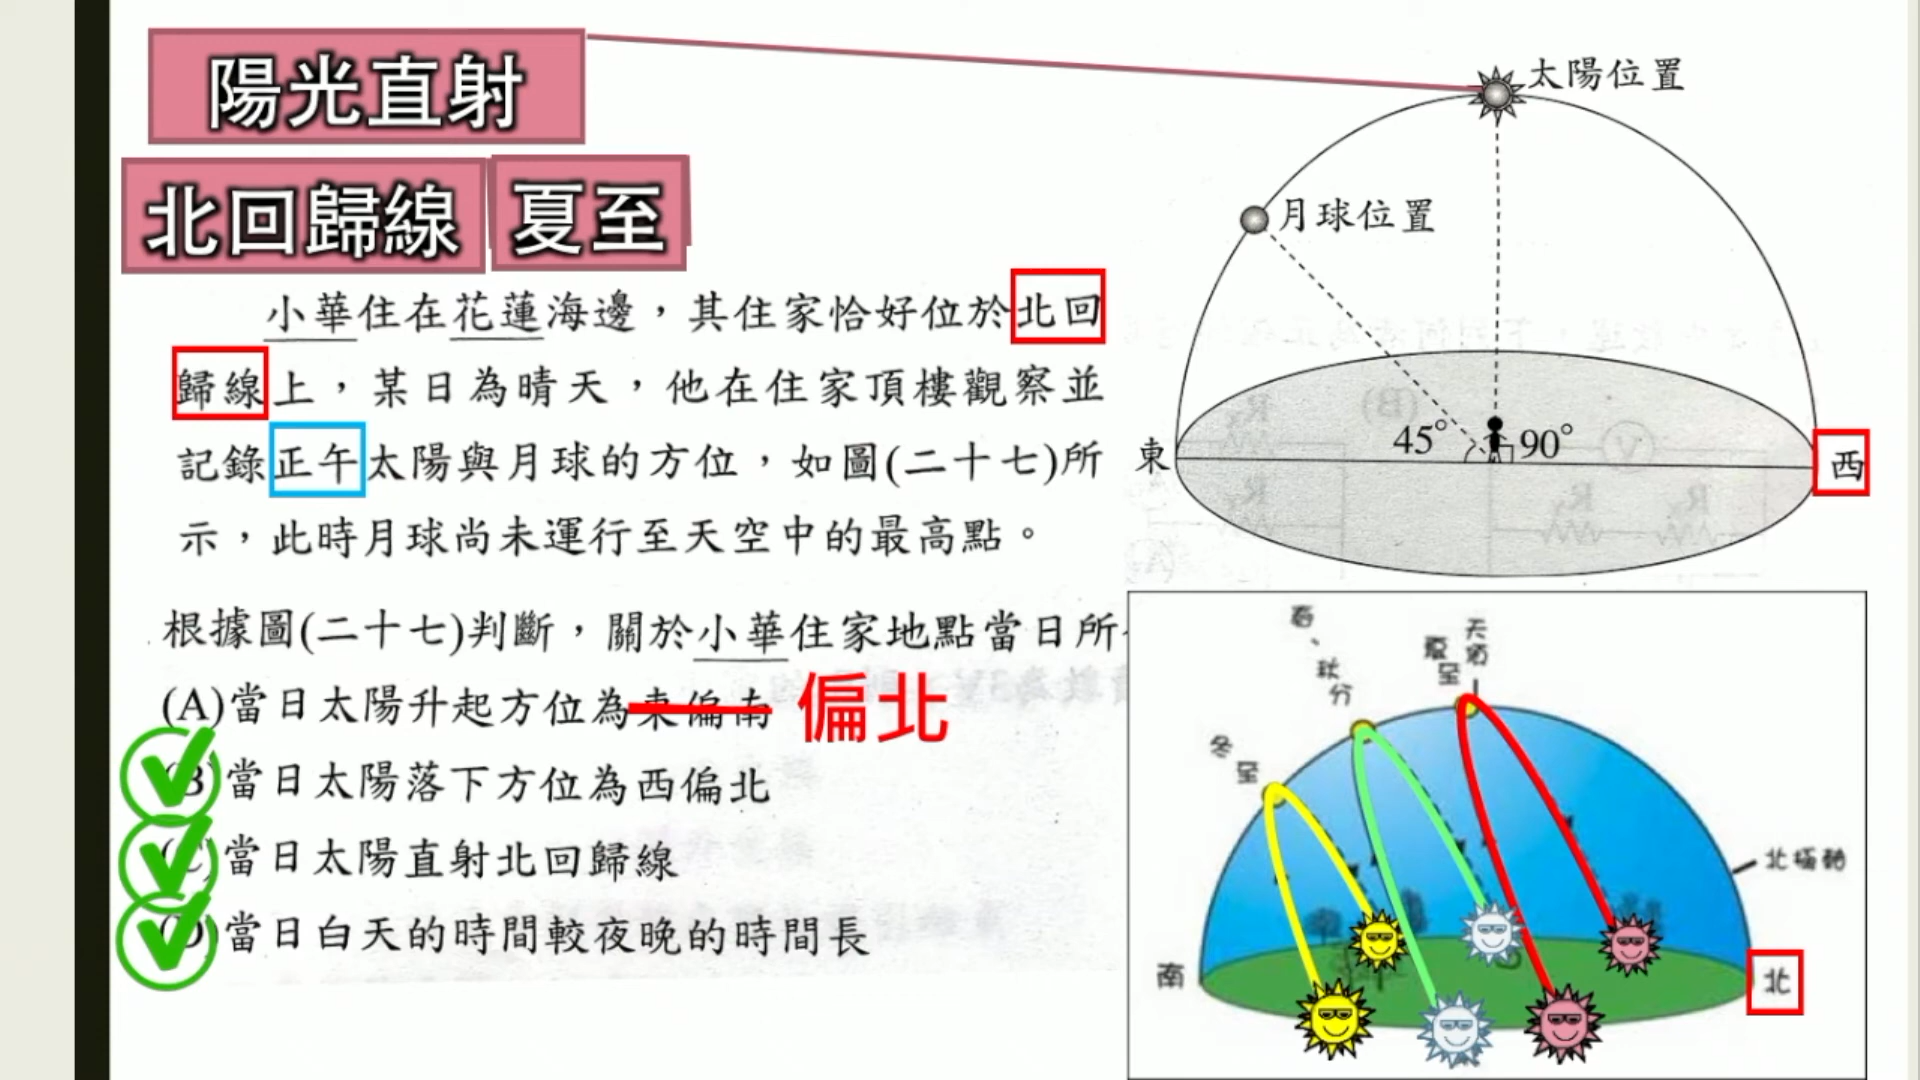 陽光直射
北回歸線 夏至
小華住在花蓮海邊，其住家恰好位於北回
歸線上，某日為晴天，他在住家頂樓觀察並
記錄正午太陽與月球的方位，如圖(二十七)所
示，此時月球尚未運行至天空中的最高點。
根據圖(二十七)判斷，關於小華住家地點當日所
(A)當日太陽升起方位為東偏南 偏北
(B)當日太陽落下方位為西偏北
(C)當日太陽直射北回歸線
(D)當日白天的時間較夜晚的時間長
太陽位置
月球位置
東 45° 90° 西
春、秋分
夏至
天頂
冬至
北極軸
南
北